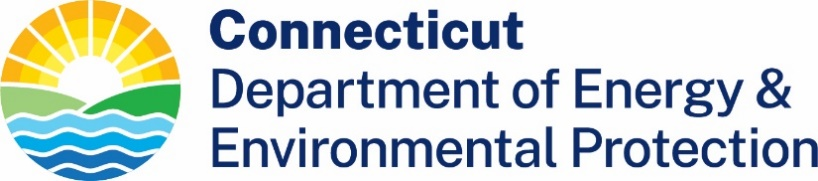 Connecticut
Department of Energy &
Environmental Protection